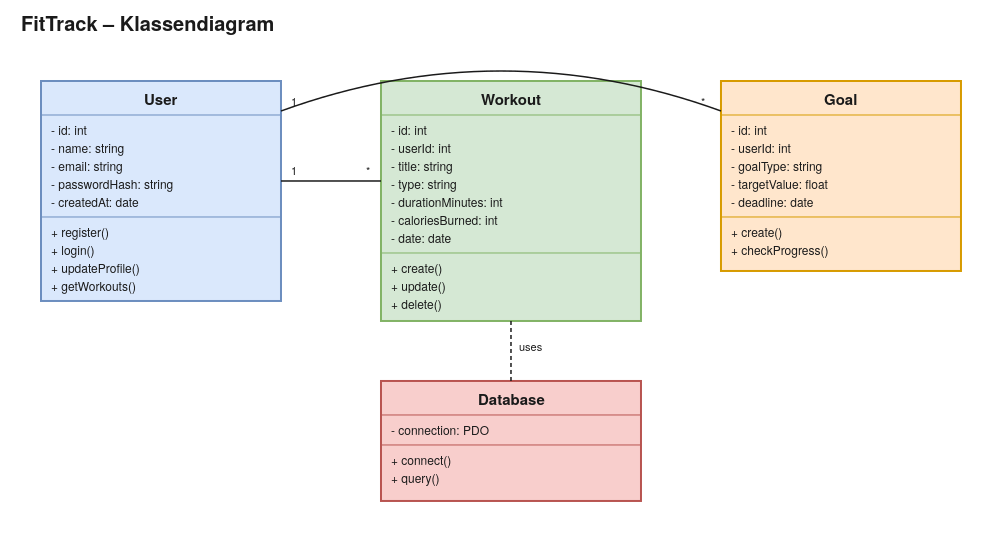 FitTrack – Klassendiagram
User
- id: int
- name: string
- email: string
- passwordHash: string
- createdAt: date
+ register()
+ login()
+ updateProfile()
+ getWorkouts()
1
*
1
*
Workout
- id: int
- userId: int
- title: string
- type: string
- durationMinutes: int
- caloriesBurned: int
- date: date
+ create()
+ update()
+ delete()
Goal
- id: int
- userId: int
- goalType: string
- targetValue: float
- deadline: date
+ create()
+ checkProgress()
uses
Database
- connection: PDO
+ connect()
+ query()